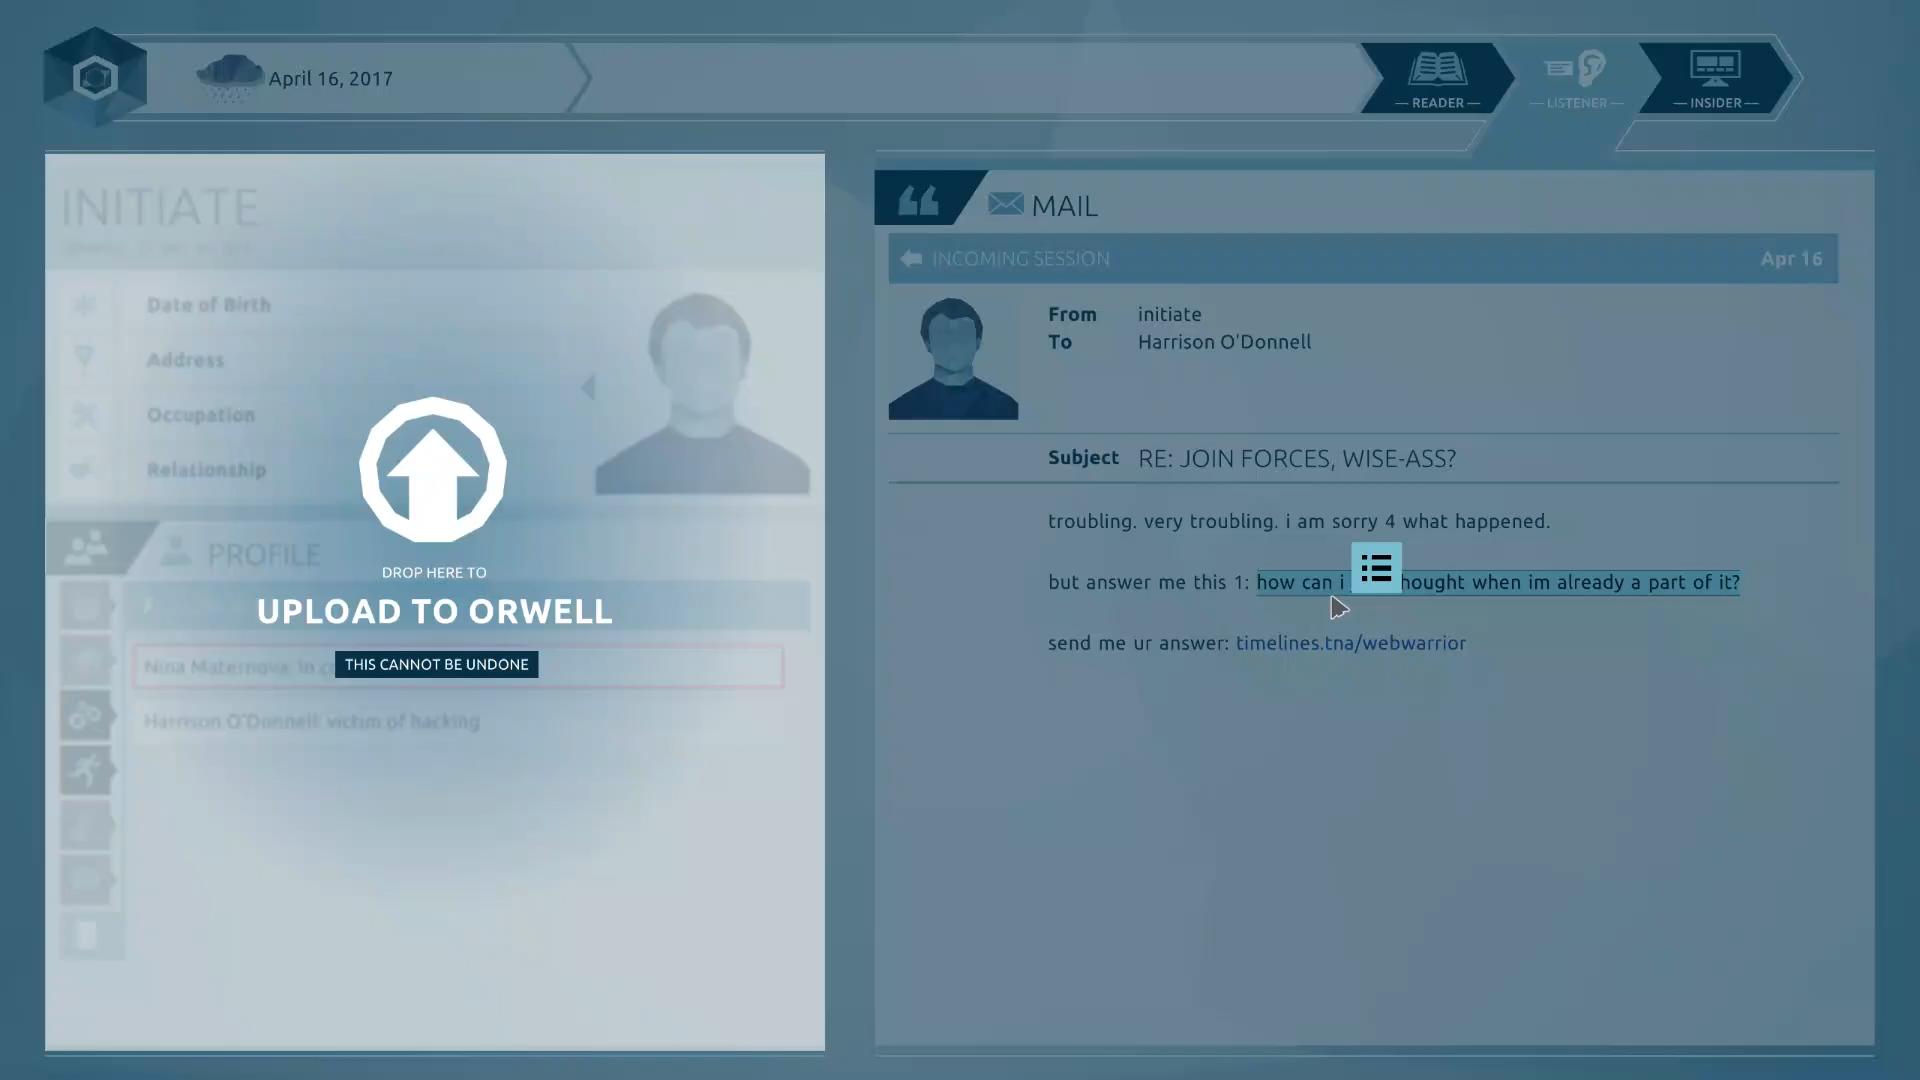 April 16, 2017
READER
LISTENER
INSIDER
INITIATE
Date of Birth
Address
Occupation
Relationship
PROFILE
DROP HERE TO
UPLOAD TO ORWELL
THIS CANNOT BE UNDONE
Nina Maternova: in
Harrison O'Donnell: victim of hacking
MAIL
INCOMING SESSION
Apr 16
From initiate
To Harrison O'Donnell
Subject RE: JOIN FORCES, WISE-ASS?
troubling. very troubling. i am sorry 4 what happened.
but answer me this 1: how can i hought when im already a part of it?
send me ur answer: timelines.tna/webwarrior